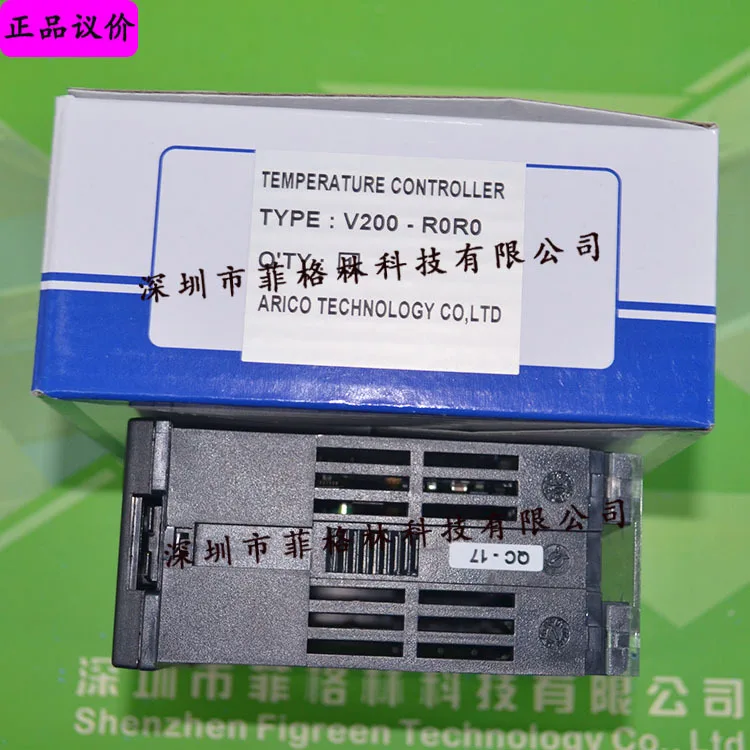 正品议价
TEMPERATURE CONTROLLER
TYPE : V200 - R0R0
Q'TY :
深圳市菲格林科技有限公司
ARICO TECHNOLOGY CO,LTD
深圳市菲格林科技有限公司
QC - 17
深圳市菲格林科技有限公司
Shenzhen Figreen Technology Co., Ltd.